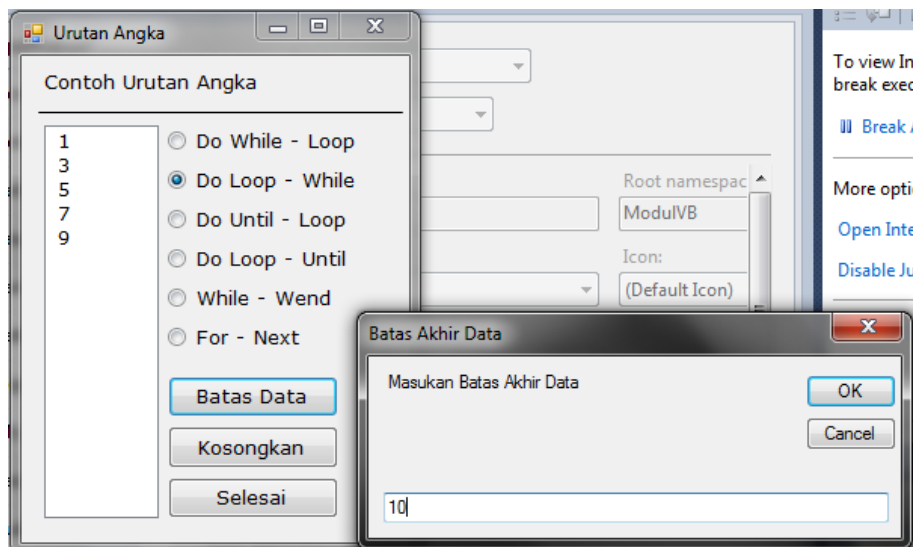 Urutan Angka
Contoh Urutan Angka
1
3
5
7
9
Do While - Loop
Do Loop - While
Do Until - Loop
Do Loop - Until
While - Wend
For - Next
Batas Data
Kosongkan
Selesai
Root namespac
ModulVB
Icon:
(Default Icon)
To view In
break exec
Break
More opti
Open Inte
Disable Ju
Batas Akhir Data
Masukan Batas Akhir Data
OK
Cancel
10